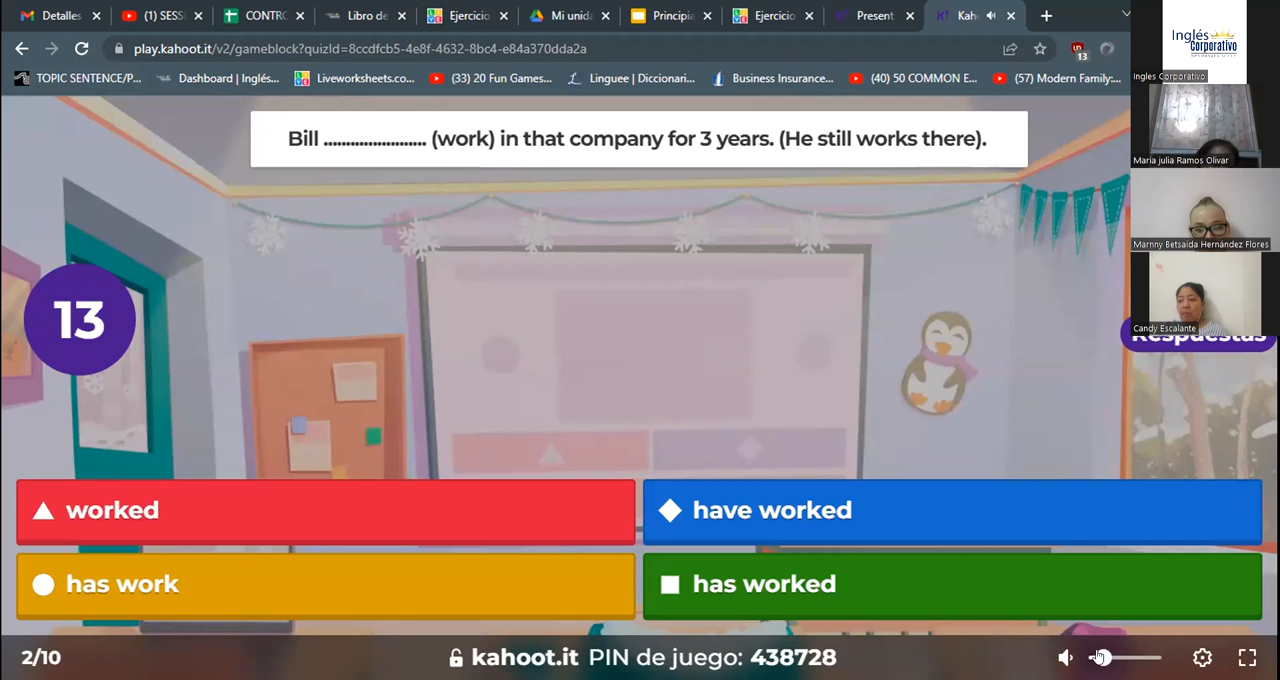 Detalles
(1) SESS
CONTRC
Libro de
Ejercicio
Mi unida
Principia
Ejercicio
Present
Kah
play.kahoot.it/v2/gameblock?quizId=8ccdfcb5-4e8f-4632-8bc4-e84a370dda2a
13
TOPIC SENTENCE/P...
Dashboard | Inglés...
Liveworksheets.co...
(33) 20 Fun Games...
Linguee | Diccionari...
Business Insurance...
(40) 50 COMMON E...
(57) Modern Family:...
Inglés
Corporativo
Ingles Corporativo
Maria julia Ramos Olivar
Marnny Betsaida Hernández Flores
Candy Escalante
Bill ........................ (work) in that company for 3 years. (He still works there).
13
Respuestas
worked
have worked
has work
has worked
2/10
kahoot.it PIN de juego: 438728